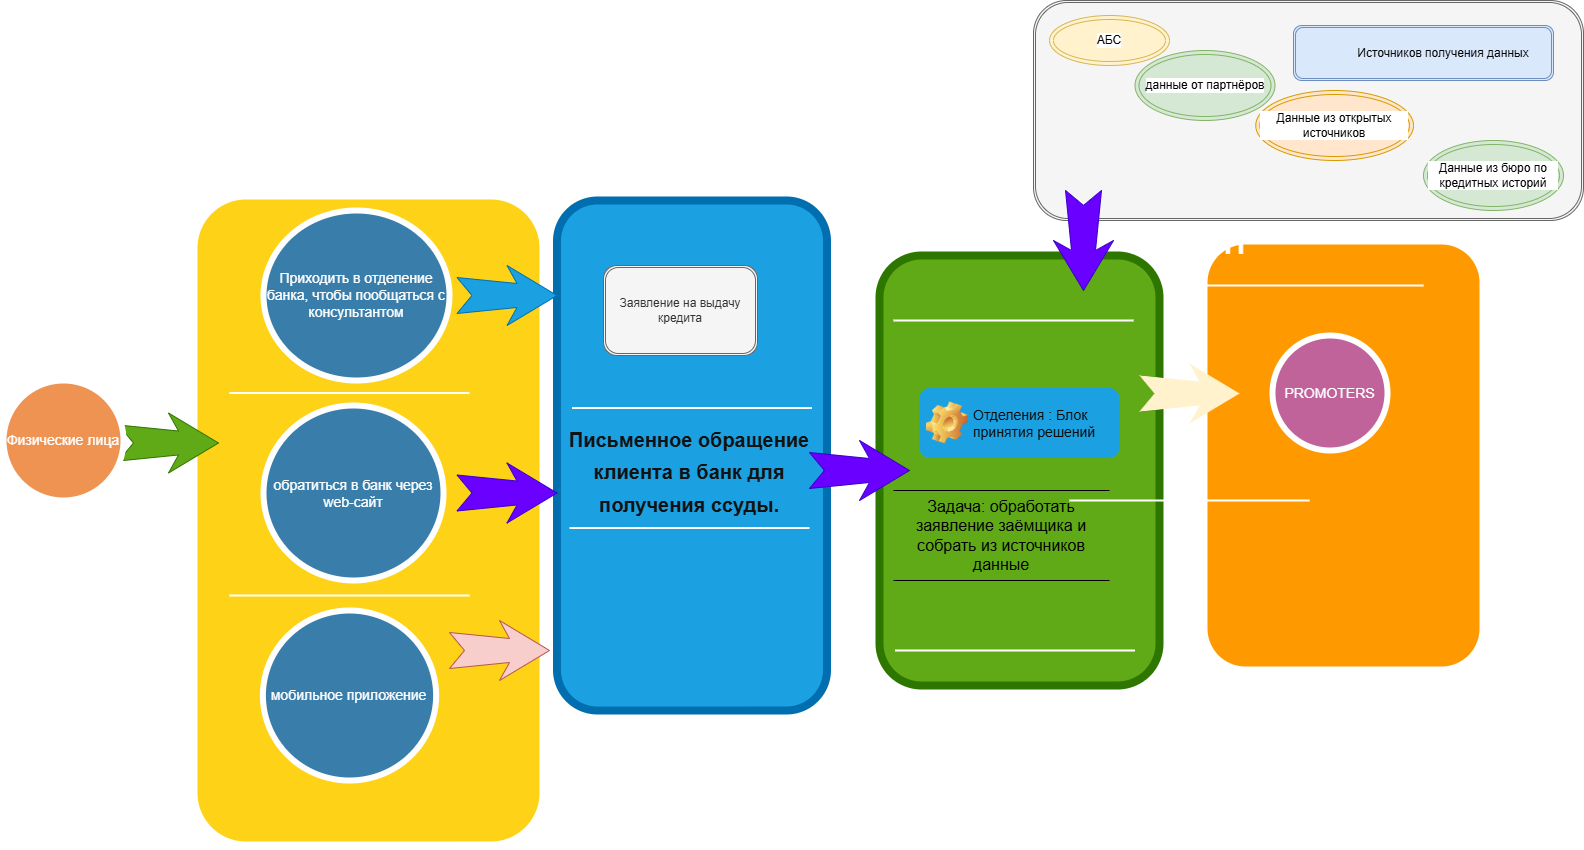 АБС
Источников получения данных
данные от партнёров
Данные из открытых
источников
Данные из бюро по
кредитных историй
Физические лица
Приходить в отделение
банка, чтобы пообщаться с
консультантом
обратиться в банк через
web-сайт
мобильное приложение
Заявление на выдачу
кредита
Письменное обращение
клиента в банк для
получения ссуды.
Отделения : Блок
принятия решений
Задача: обработать
заявление заёмщика и
собрать из источников
данные
PROMOTERS